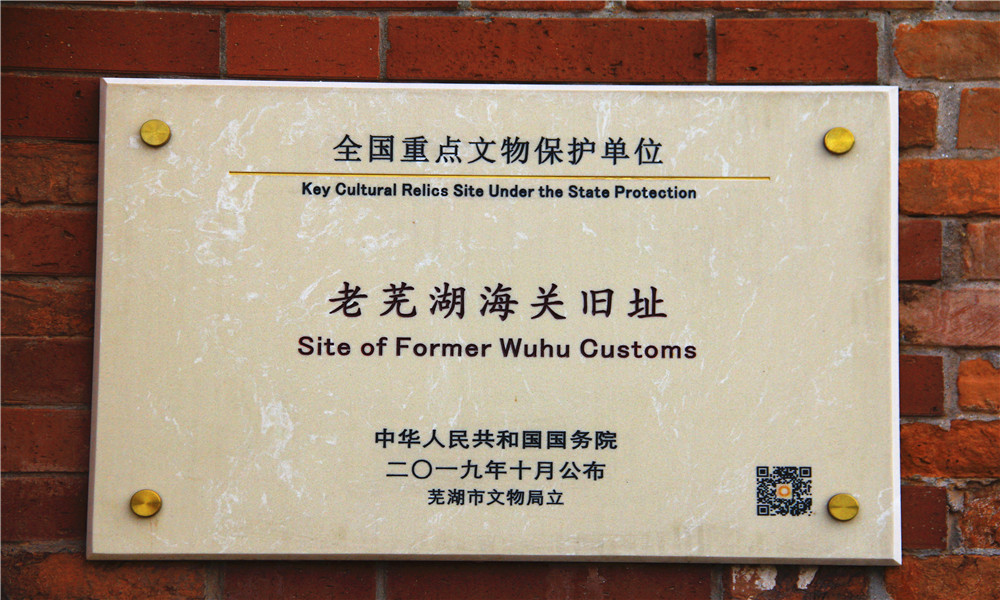 全国重点文物保护单位
Key Cultural Relics Site Under the State Protection
老芜湖海关旧址
Site of Former Wuhu Customs
中华人民共和国国务院
二〇一九年十月公布
芜湖市文物局立